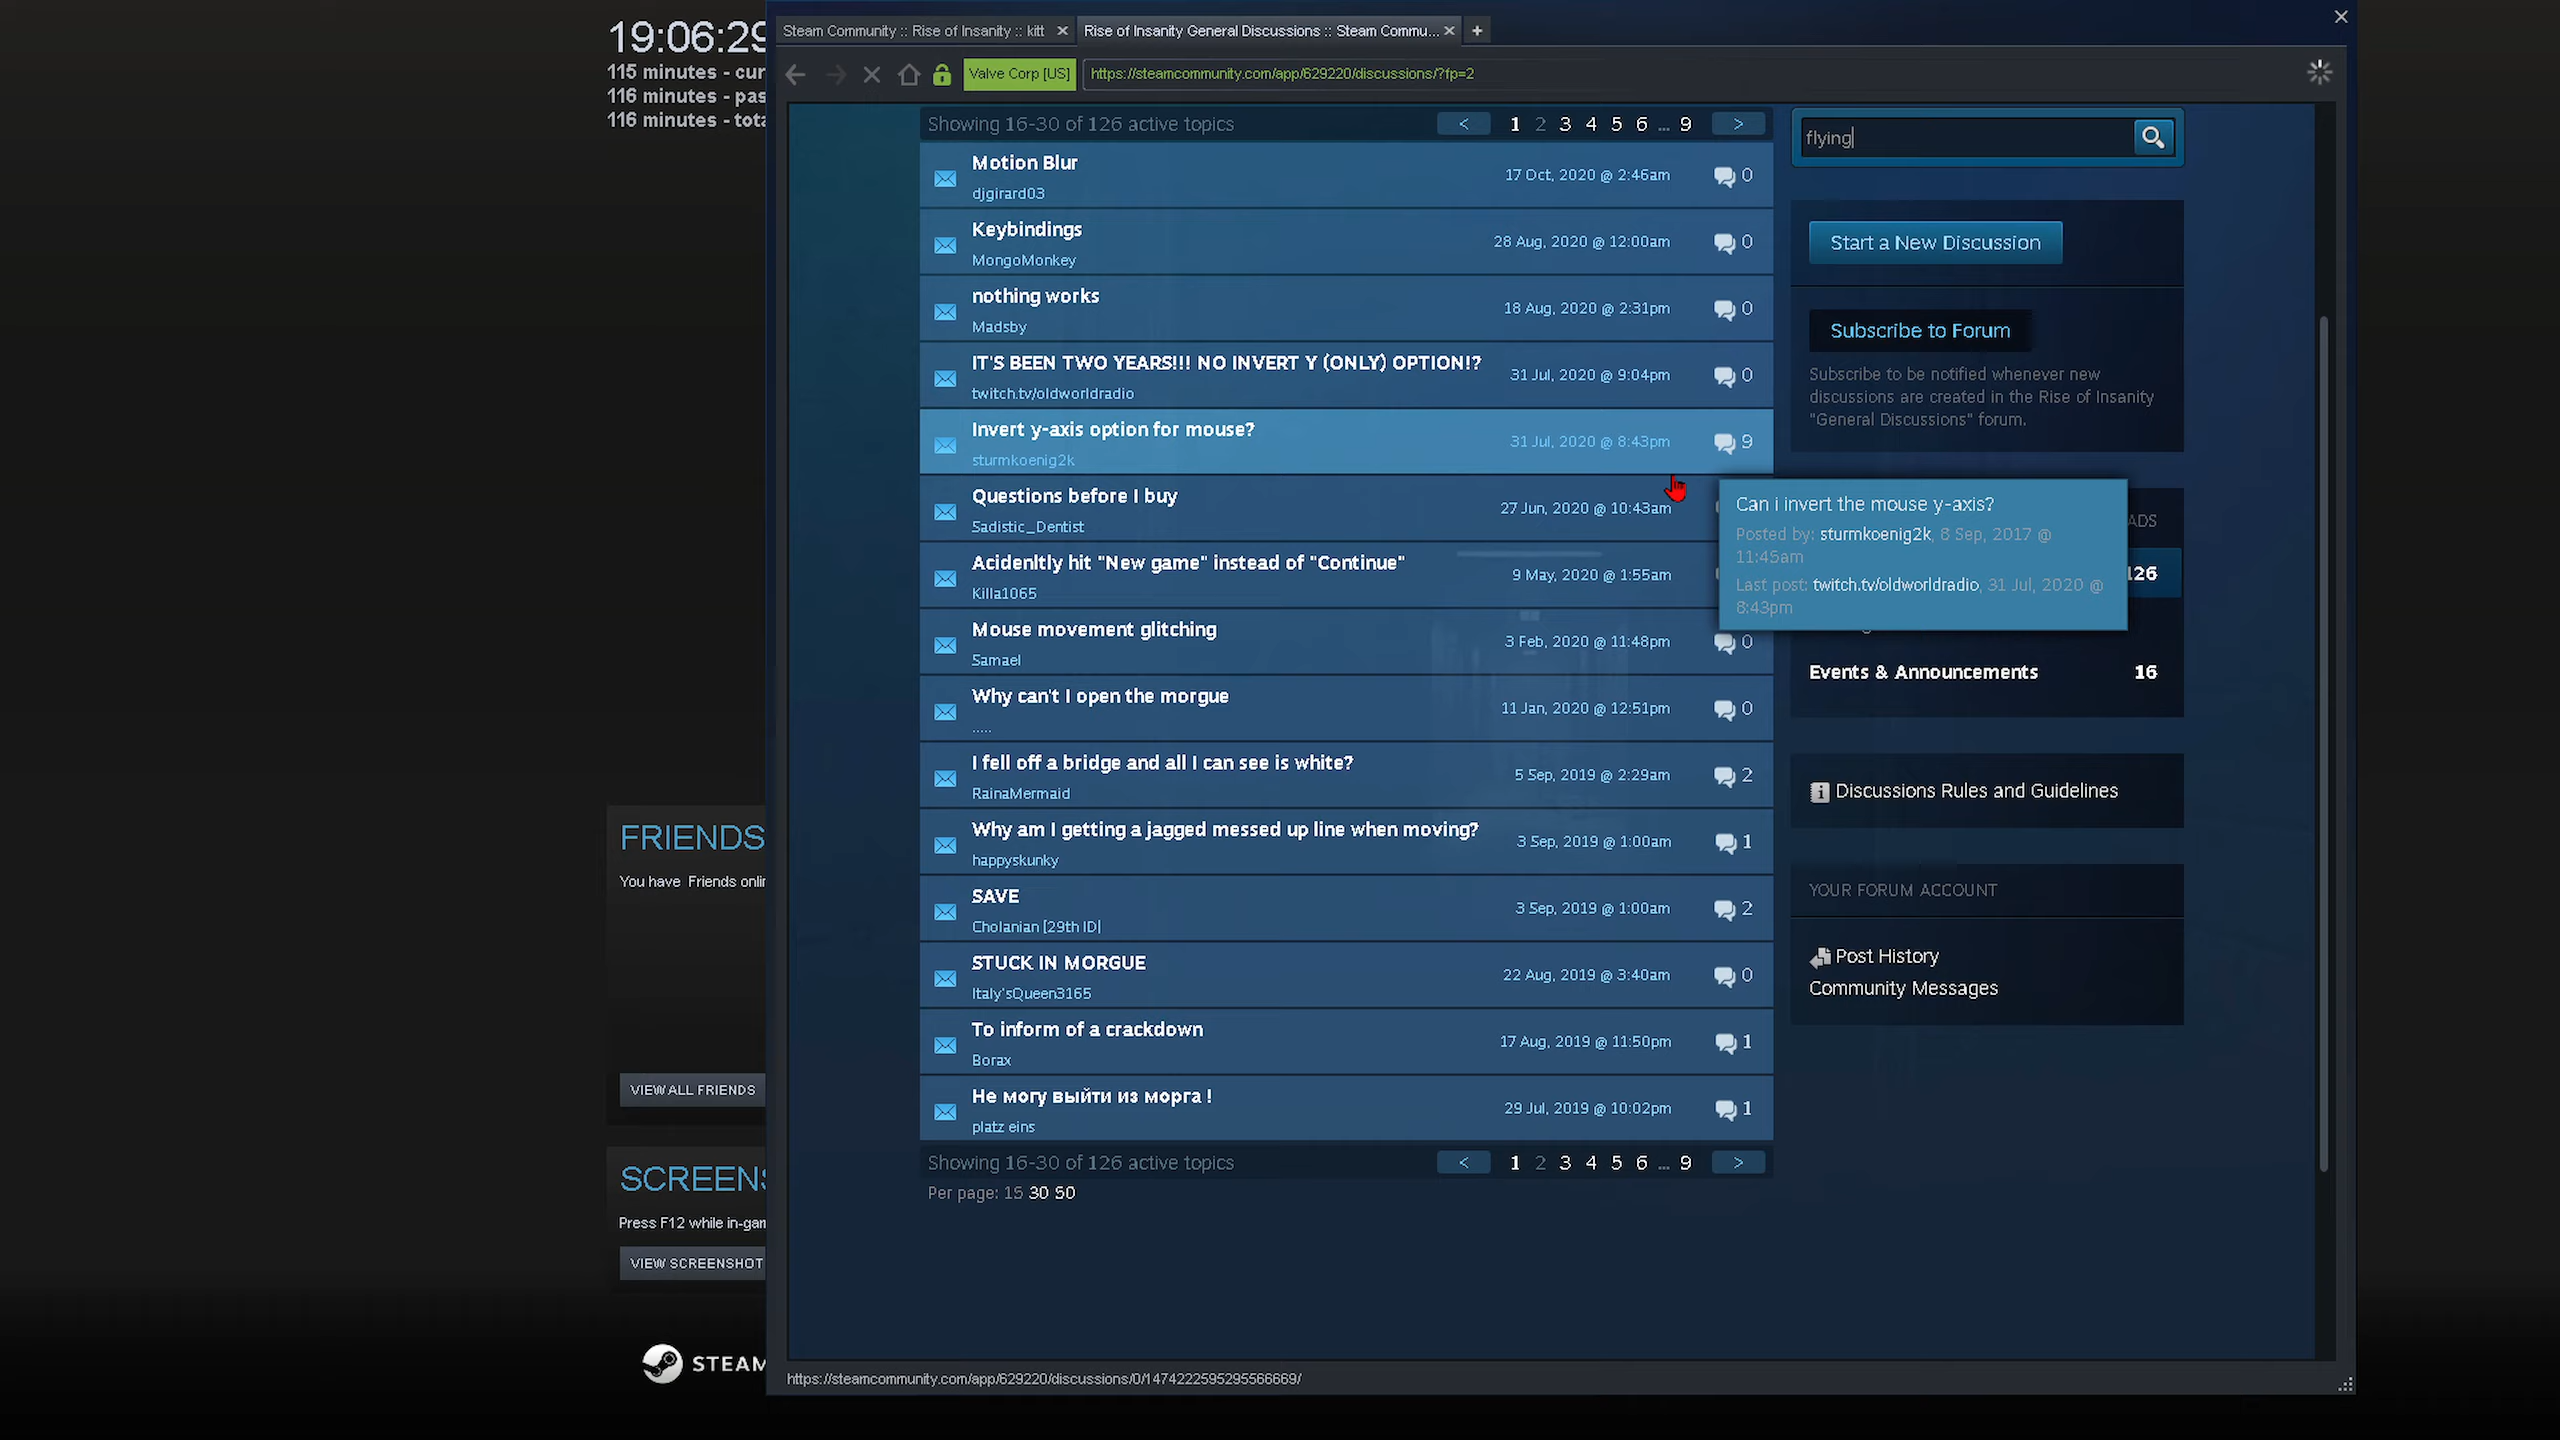 19:06:29
115 minutes - cur
116 minutes - pas
116 minutes - tota
Steam Community :: Rise of Insanity :: kitt
Rise of Insanity General Discussions :: Steam Commu...
Valve Corp [US]
https://steamcommunity.com/app/629220/discussions/?fp=2
Showing 16-30 of 126 active topics
< 1 2 3 4 5 6 ... 9 >
Motion Blur
djgirard03
17 Oct, 2020 @ 2:46am
0
Keybindings
MongoMonkey
28 Aug, 2020 @ 12:00am
0
nothing works
Madsby
18 Aug, 2020 @ 2:31pm
0
IT'S BEEN TWO YEARS!!! NO INVERT Y (ONLY) OPTION!?
twitch.tv/oldworldradio
31 Jul, 2020 @ 9:04pm
0
Invert y-axis option for mouse?
sturmkoenig2k
31 Jul, 2020 @ 8:43pm
9
Questions before I buy
Sadistic_Dentist
27 Jun, 2020 @ 10:43am
Acidenltly hit "New game" instead of "Continue"
Killa1065
9 May, 2020 @ 1:55am
Mouse movement glitching
Samael
3 Feb, 2020 @ 11:48pm
0
Why can't I open the morgue
.....
11 Jan, 2020 @ 12:51pm
0
I fell off a bridge and all I can see is white?
RainaMermaid
5 Sep, 2019 @ 2:29am
2
Why am I getting a jagged messed up line when moving?
happyskunky
3 Sep, 2019 @ 1:00am
1
SAVE
Cholanian [29th ID]
3 Sep, 2019 @ 1:00am
2
STUCK IN MORGUE
Italy'sQueen3165
22 Aug, 2019 @ 3:40am
0
To inform of a crackdown
Borax
17 Aug, 2019 @ 11:50pm
1
Не могу выйти из морга !
platz eins
29 Jul, 2019 @ 10:02pm
1
Showing 16-30 of 126 active topics
< 1 2 3 4 5 6 ... 9 >
Per page: 15 30 50
flying
Start a New Discussion
Subscribe to Forum
Subscribe to be notified whenever new
discussions are created in the Rise of Insanity
"General Discussions" forum.
Can i invert the mouse y-axis?
Posted by: sturmkoenig2k, 8 Sep, 2017 @
11:45am
Last post: twitch.tv/oldworldradio, 31 Jul, 2020 @
8:43pm
ADS
126
Events & Announcements 16
Discussions Rules and Guidelines
YOUR FORUM ACCOUNT
Post History
Community Messages
FRIENDS
You have Friends onlin
VIEW ALL FRIENDS
SCREENS
Press F12 while in-gam
VIEW SCREENSHOT
STEAM
https://steamcommunity.com/app/629220/discussions/0/1474222595295566669/